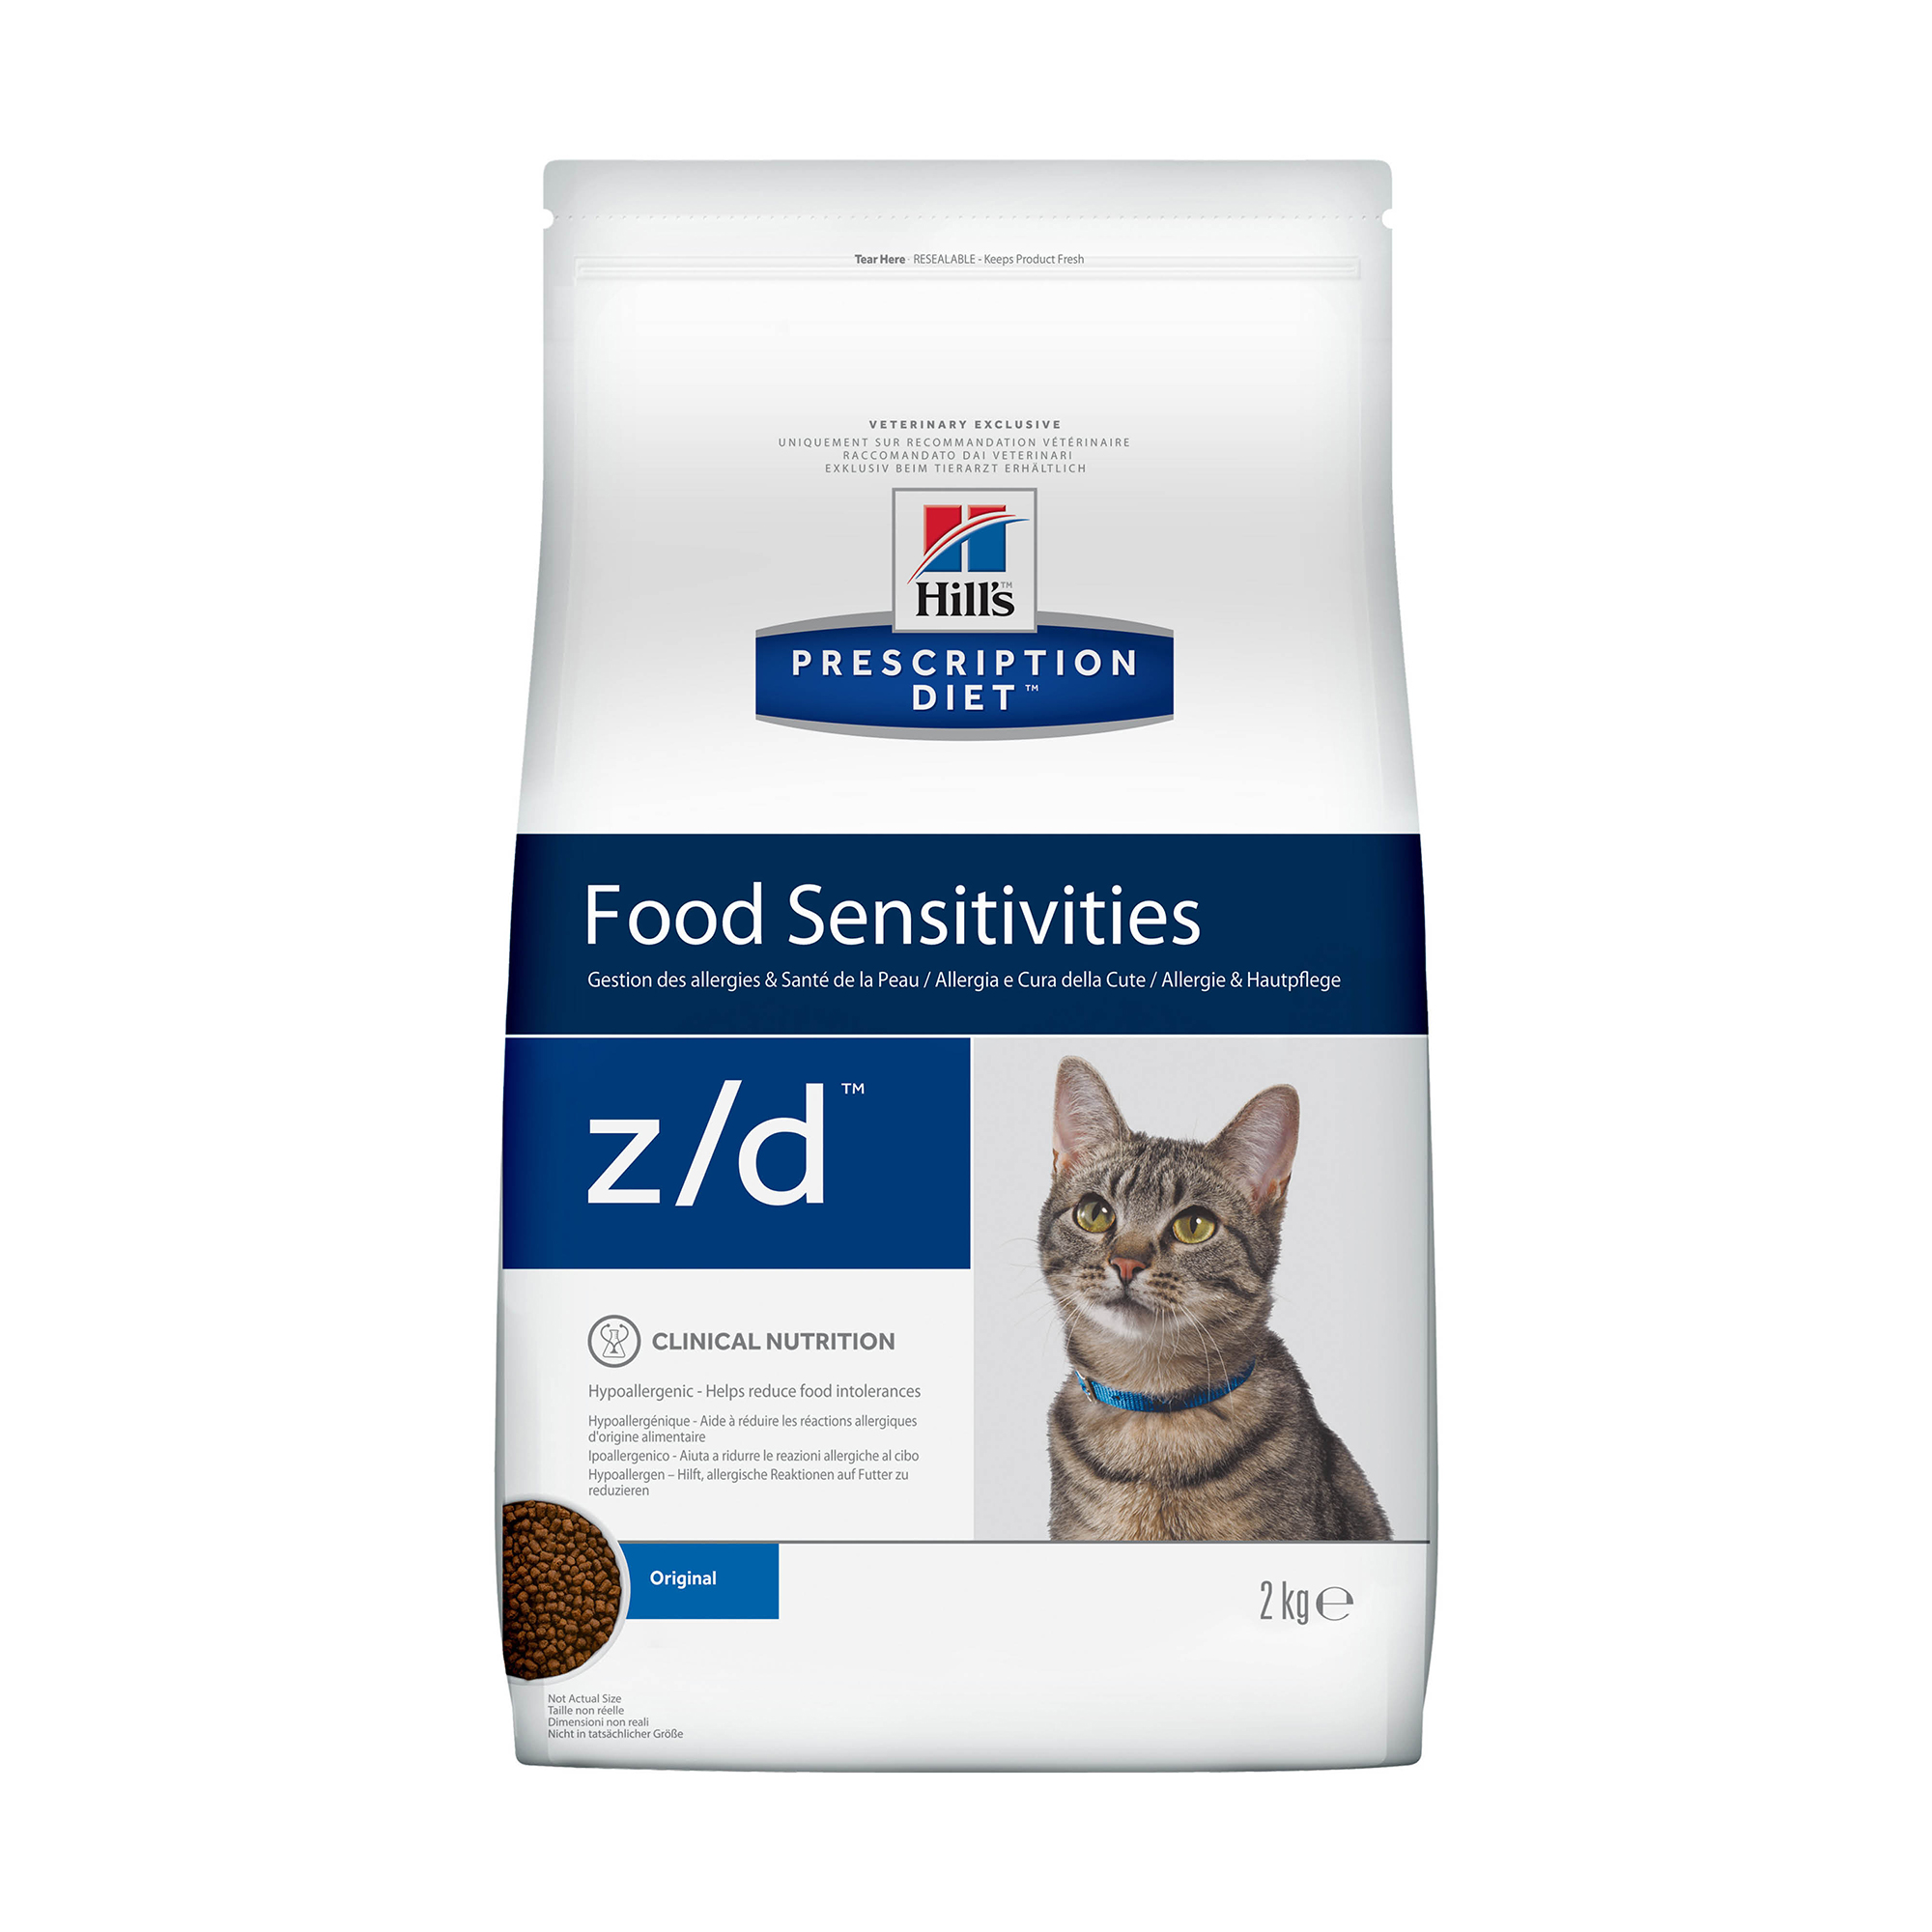 Tear Here · RESEALABLE - Keeps Product Fresh
VETERINARY EXCLUSIVE
UNIQUEMENT SUR RECOMMANDATION VÉTÉRINAIRE
RACCOMANDATO DAI VETERINARI
EXKLUSIV BEIM TIERARZT ERHÄLTLICH
Hill's™
PRESCRIPTION
DIET™
Food Sensitivities
Gestion des allergies & Santé de la Peau / Allergia e Cura della Cute / Allergie & Hautpflege
z/d™
CLINICAL NUTRITION
Hypoallergenic - Helps reduce food intolerances
Hypoallergénique - Aide à réduire les réactions allergiques
d'origine alimentaire
Ipoallergenico - Aiuta a ridurre le reazioni allergiche al cibo
Hypoallergen – Hilft, allergische Reaktionen auf Futter zu
reduzieren
Original
2 kg ℮
Not Actual Size
Taille non réelle
Dimensioni non reali
Nicht in tatsächlicher Größe